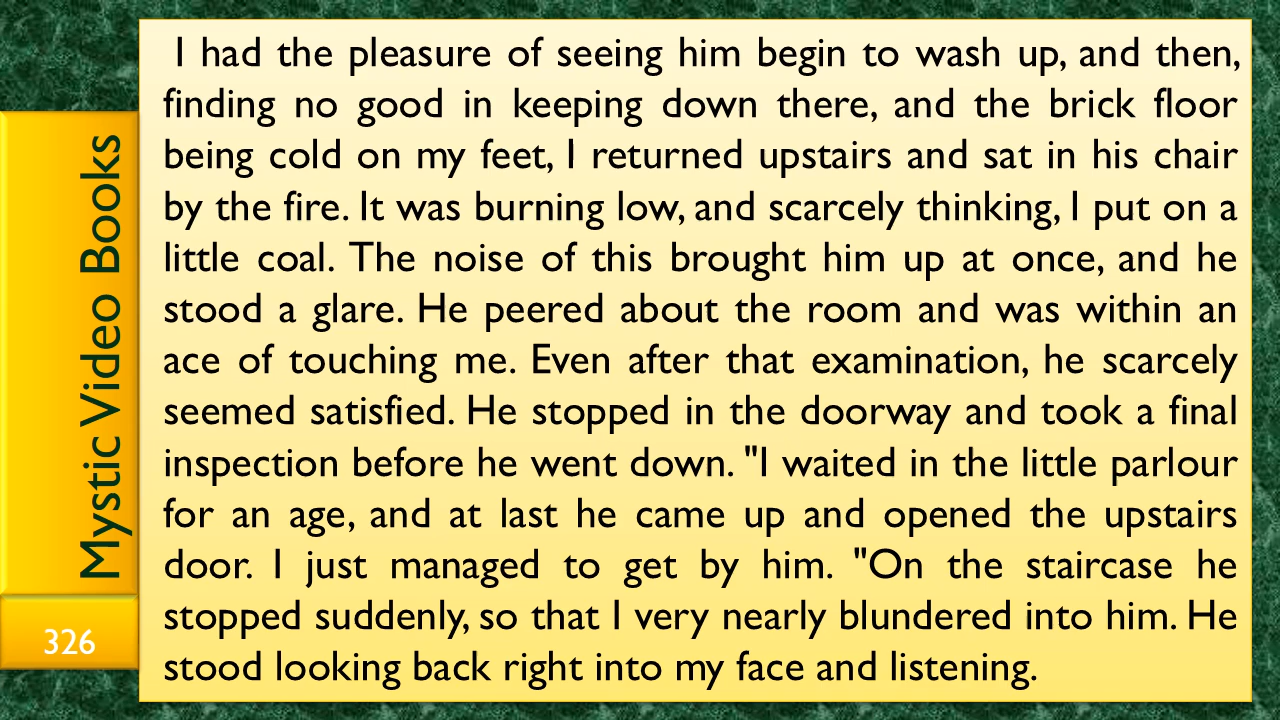 I had the pleasure of seeing him begin to wash up, and then,
finding no good in keeping down there, and the brick floor
being cold on my feet, I returned upstairs and sat in his chair
by the fire. It was burning low, and scarcely thinking, I put on a
little coal. The noise of this brought him up at once, and he
stood a glare. He peered about the room and was within an
ace of touching me. Even after that examination, he scarcely
seemed satisfied. He stopped in the doorway and took a final
inspection before he went down. "I waited in the little parlour
for an age, and at last he came up and opened the upstairs
door. I just managed to get by him. "On the staircase he
stopped suddenly, so that I very nearly blundered into him. He
stood looking back right into my face and listening.
Mystic Video Books
326